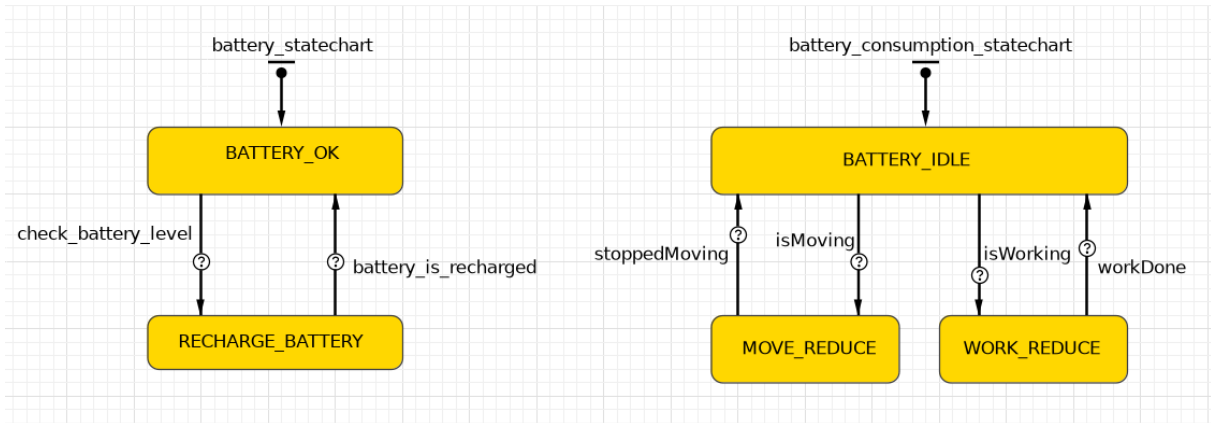 battery_statechart
BATTERY_OK
check_battery_level
?
?
battery_is_recharged
RECHARGE_BATTERY
battery_consumption_statechart
BATTERY_IDLE
?
stoppedMoving
isMoving
?
isWorking
?
?
workDone
MOVE_REDUCE
WORK_REDUCE